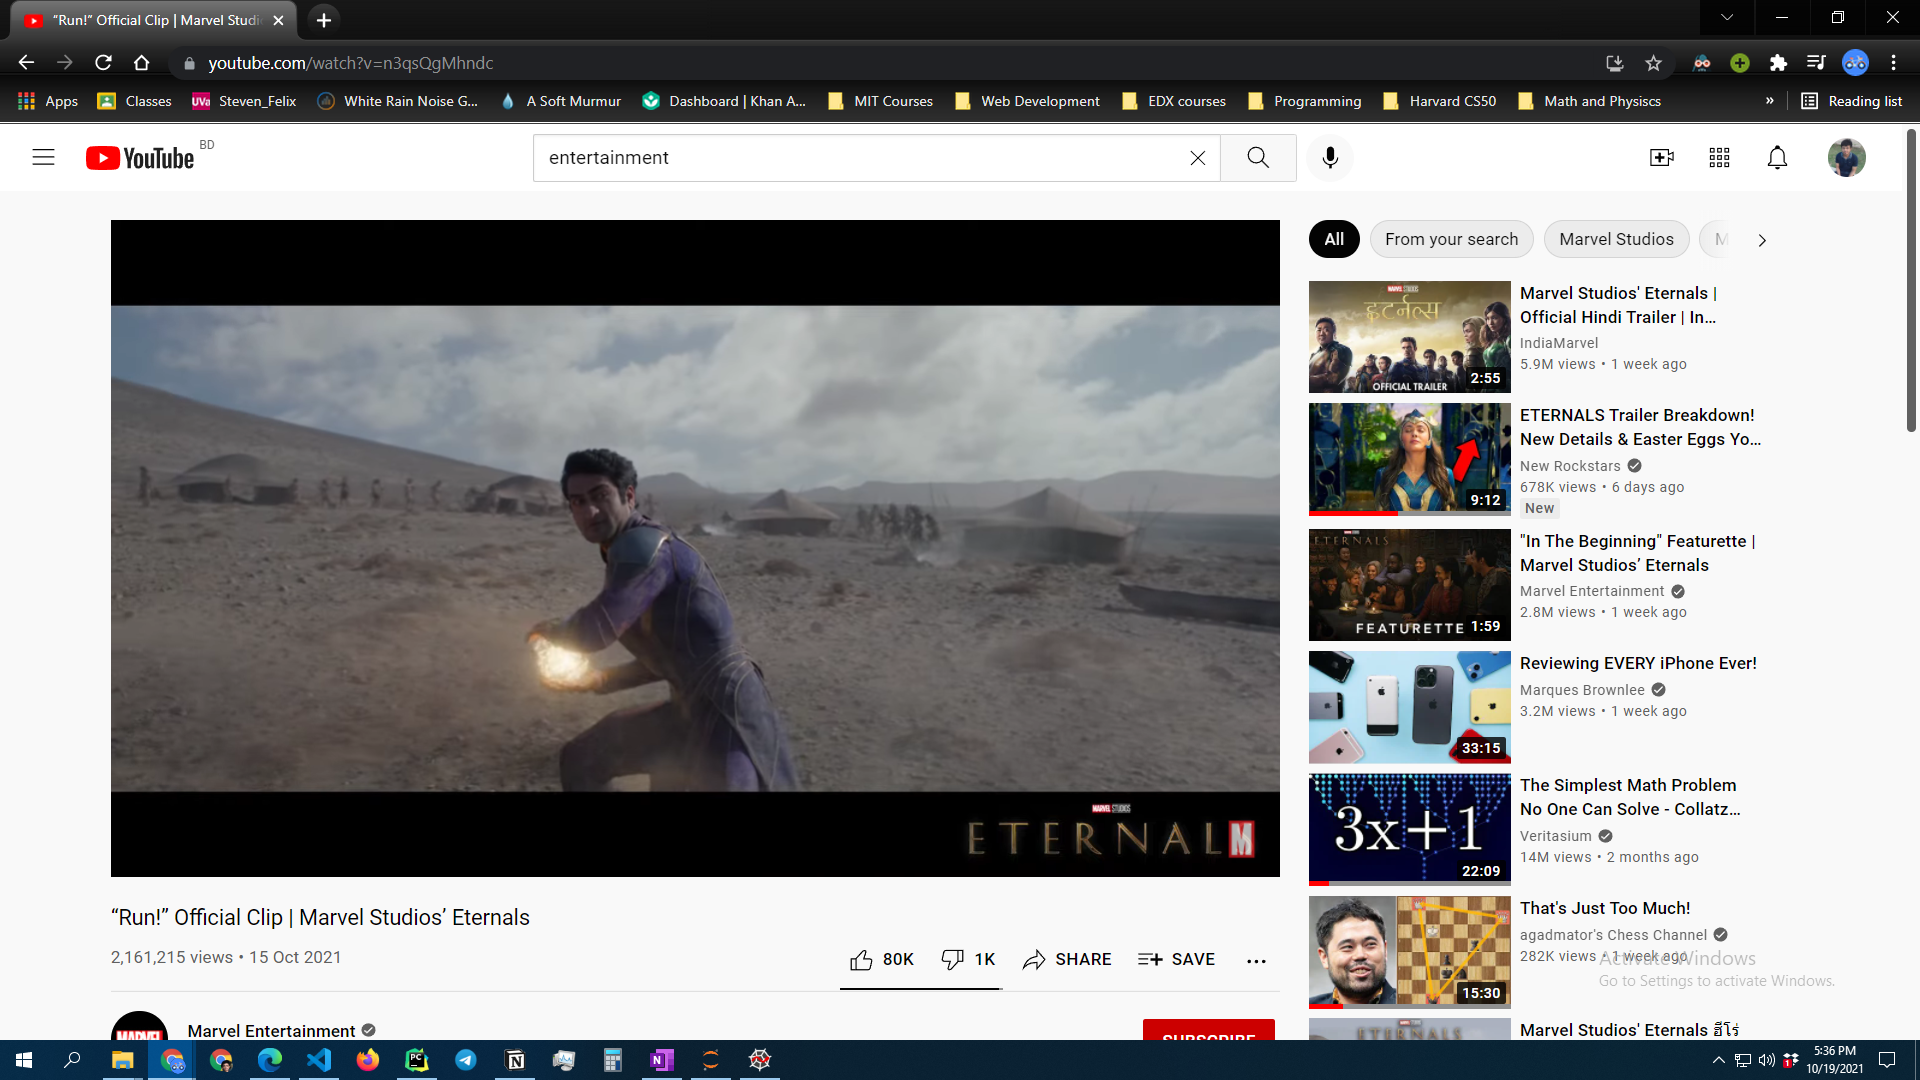 “Run!” Official Clip | Marvel Studi
youtube.com/watch?v=n3qsQgMhndc
Apps
Classes
UVa
Steven_Felix
White Rain Noise G...
A Soft Murmur
Dashboard | Khan A...
MIT Courses
Web Development
EDX courses
Programming
Harvard CS50
Math and Physiscs
»
Reading list
YouTube
BD
entertainment
All
From your search
Marvel Studios
M
इटर्नल्स
OFFICIAL TRAILER
2:55
Marvel Studios' Eternals |
Official Hindi Trailer | In...
IndiaMarvel
5.9M views • 1 week ago
9:12
ETERNALS Trailer Breakdown!
New Details & Easter Eggs Yo...
New Rockstars
678K views • 6 days ago
New
ETERNALS
FEATURETTE
1:59
"In The Beginning" Featurette |
Marvel Studios’ Eternals
Marvel Entertainment
2.8M views • 1 week ago
33:15
Reviewing EVERY iPhone Ever!
Marques Brownlee
3.2M views • 1 week ago
3x+1
22:09
The Simplest Math Problem
No One Can Solve - Collatz...
Veritasium
14M views • 2 months ago
15:30
That's Just Too Much!
agadmator's Chess Channel
282K views • 1 week ago
Activate Windows
Go to Settings to activate Windows.
ETERNALS
Marvel Studios' Eternals ฮีโร่
MARVEL STUDIOS
ETERNAL
M
“Run!” Official Clip | Marvel Studios’ Eternals
2,161,215 views • 15 Oct 2021
80K
1K
SHARE
SAVE
MARVEL
Marvel Entertainment
SUBSCRIBE
5:36 PM
10/19/2021